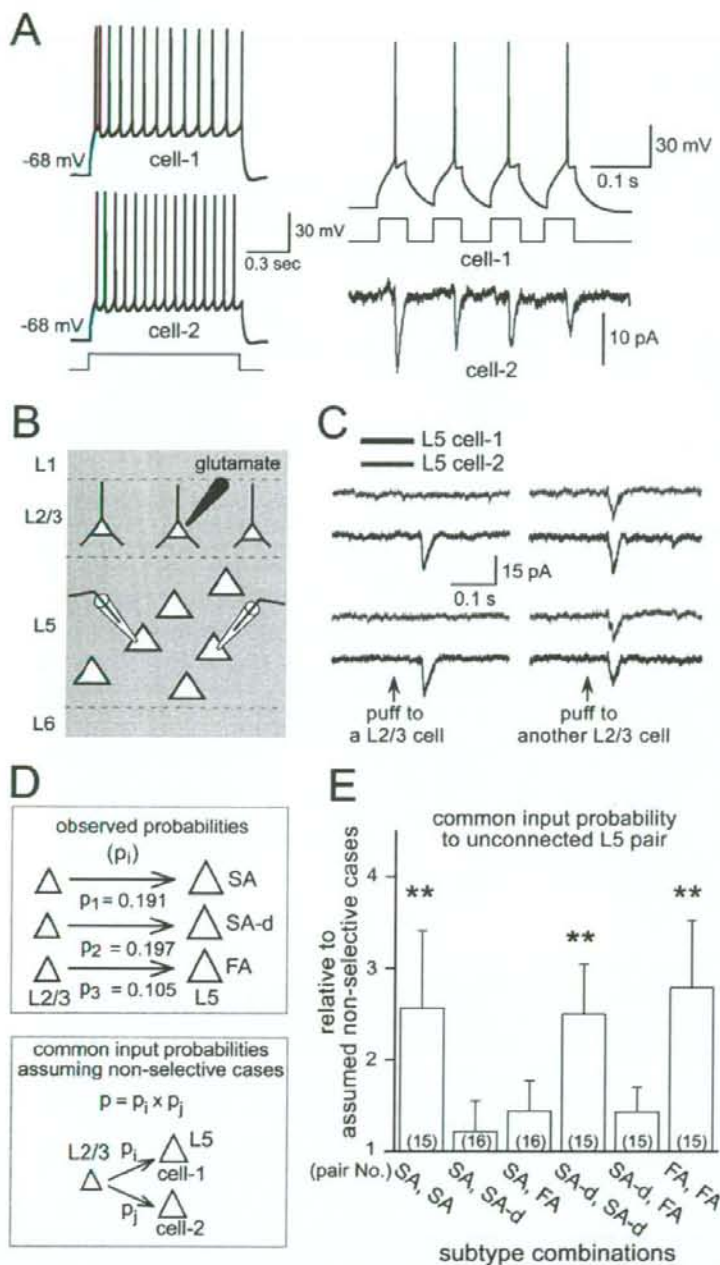 A
-68 mV
cell-1
30 mV
0.3 sec
-68 mV
cell-2
30 mV
0.1 s
cell-1
10 pA
cell-2
B
L1
glutamate
L2/3
L5
L6
C
L5 cell-1
L5 cell-2
15 pA
0.1 s
puff to
a L2/3 cell
puff to
another L2/3 cell
D
observed probabilities
(pi)
p1 = 0.191
SA
p2 = 0.197
SA-d
p3 = 0.105
FA
L2/3
L5
common input probabilities
assuming non-selective cases
p = pi x pj
L2/3
pi
L5
cell-1
pj
cell-2
E
common input probability
to unconnected L5 pair
relative to
assumed non-selective cases
4
3
2
1
**
**
**
(pair No.)
(15)
(16)
(16)
(15)
(15)
(15)
SA, SA
SA, SA-d
SA, FA
SA-d, SA-d
SA-d, FA
FA, FA
subtype combinations